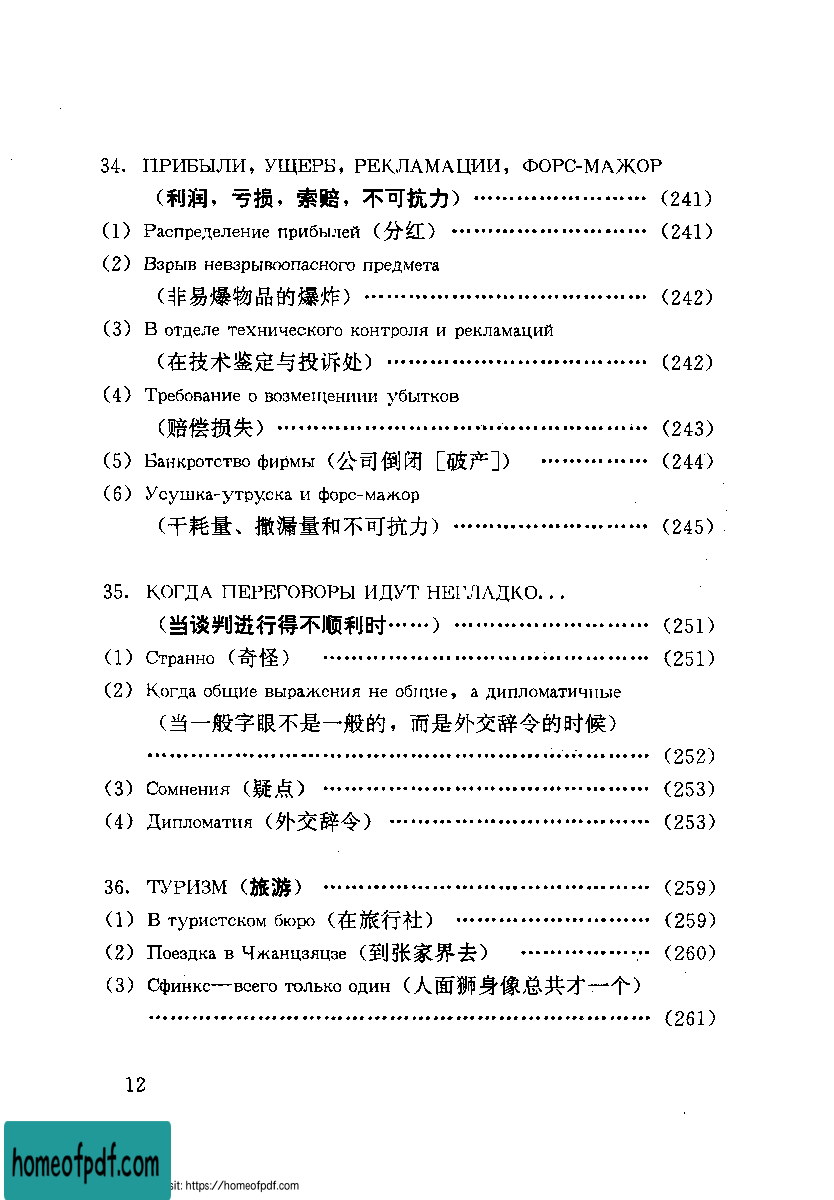 34. ПРИБЫЛИ, УЩЕРБ, РЕКЛАМАЦИИ, ФОРС-МАЖОР
（利润，亏损，索赔，不可抗力）……………………（241）
(1) Распределение прибылей（分红）………………………（241）
(2) Взрыв невзрывоопасного предмета
（非易爆物品的爆炸）…………………………………（242）
(3) В отделе технического контроля и рекламаций
（在技术鉴定与投诉处）………………………………（242）
(4) Требование о возмещениии убытков
（赔偿损失）……………………………………………（243）
(5) Банкротство фирмы（公司倒闭［破产］）……………（244）
(6) Усушка-утруска и форс-мажор
（干耗量、撒漏量和不可抗力）………………………（245）
35. КОГДА ПЕРЕГОВОРЫ ИДУТ НЕГЛАДКО...
（当谈判进行得不顺利时……）………………………（251）
(1) Странно（奇怪）………………………………………（251）
(2) Когда общие выражения не общие, а дипломатичные
（当一般字眼不是一般的，而是外交辞令的时候）
……………………………………………………………（252）
(3) Сомнения（疑点）………………………………………（253）
(4) Дипломатия（外交辞令）………………………………（253）
36. ТУРИЗМ（旅游）………………………………………（259）
(1) В туристском бюро（在旅行社）………………………（259）
(2) Поездка в Чжанцзяцзе（到张家界去）………………（260）
(3) Сфинкс—всего только один（人面狮身像总共才一个）
……………………………………………………………（261）
12
homeofpdf.com
sit: https://homeofpdf.com